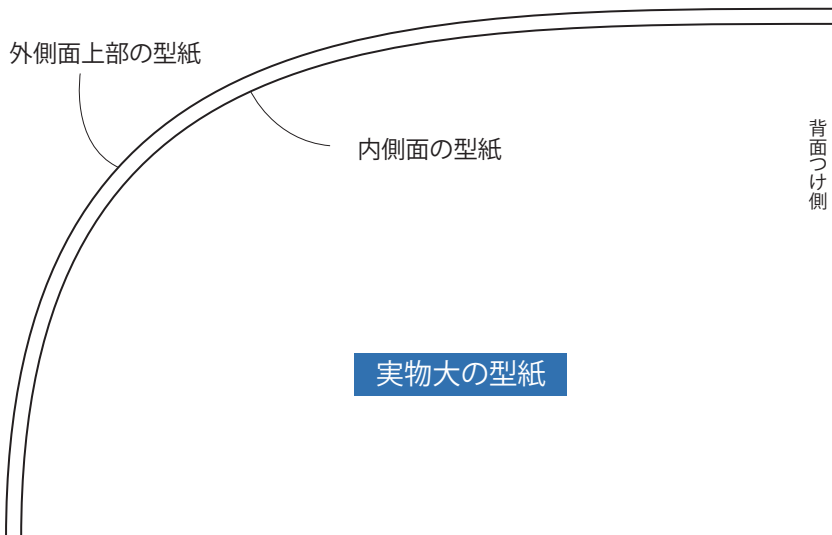 外側面上部の型紙
内側面の型紙
背面つけ側
実物大の型紙